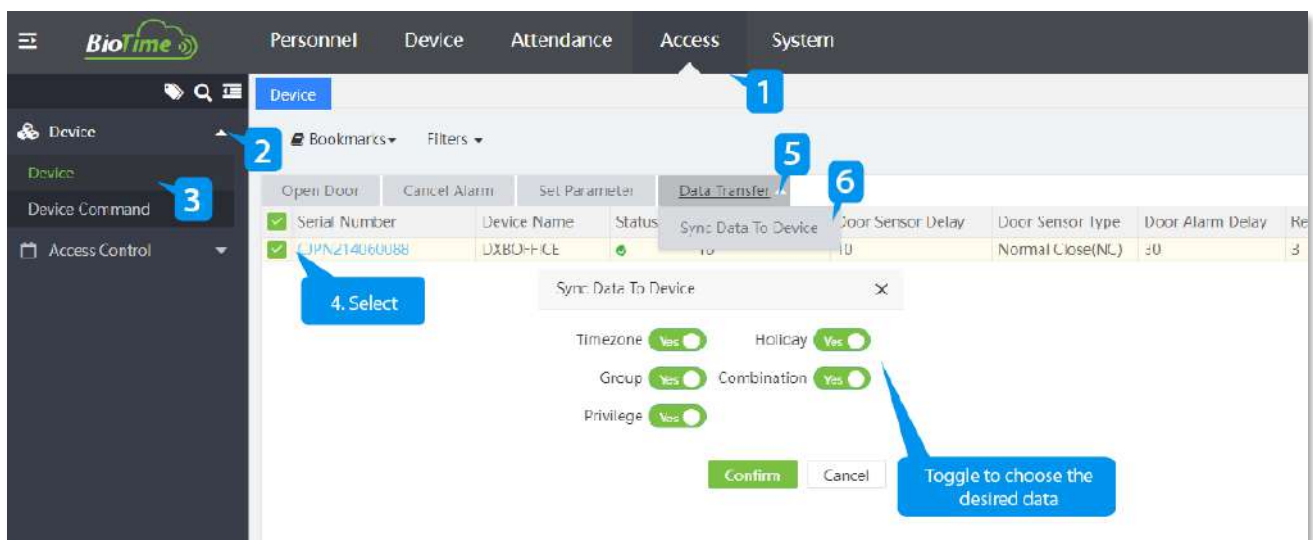 BioTime
Personnel Device Attendance Access System
1
Device
Device
2
Bookmarks Filters
5
Device
3
Open Door Cancel Alarm Set Parameter Data Transfer
6
Device Command
Serial Number Device Name Status Sync Data To Device Door Sensor Delay Door Sensor Type Door Alarm Delay Re
Access Control
CJPN214060088 DXBOFFICE 10 10 Normal Close(NC) 30 3
4. Select
Sync Data To Device
Timezone Yes Holiday Yes
Group Yes Combination Yes
Privilege Yes
Confirm Cancel
Toggle to choose the
desired data